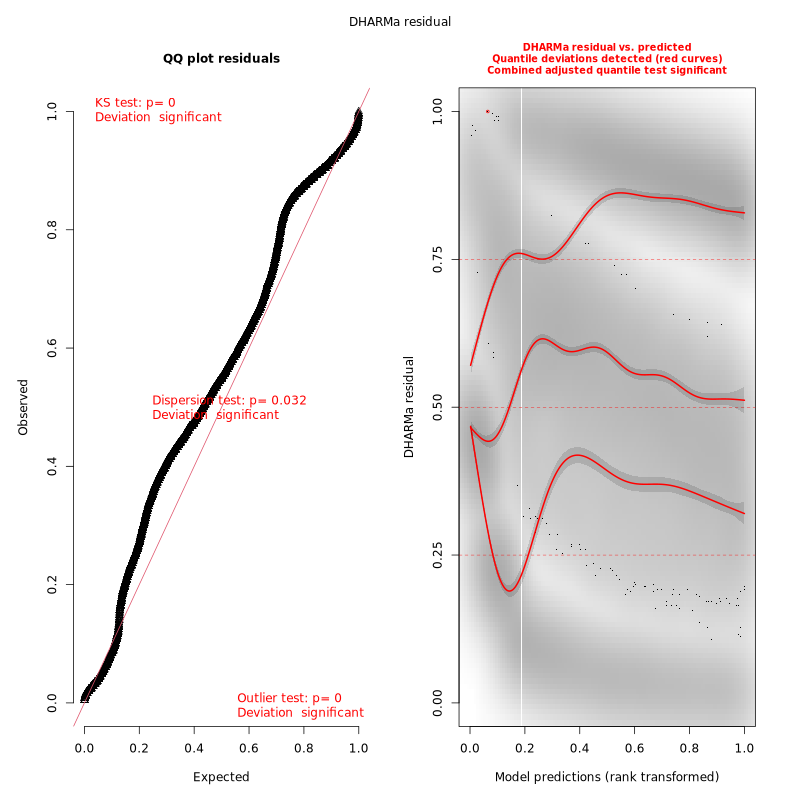 DHARMa residual
QQ plot residuals
KS test: p= 0
Deviation significant
Dispersion test: p= 0.032
Deviation significant
Outlier test: p= 0
Deviation significant
Observed
0.0
0.2
0.4
0.6
0.8
1.0
0.0 0.2 0.4 0.6 0.8 1.0
Expected
DHARMa residual vs. predicted
Quantile deviations detected (red curves)
Combined adjusted quantile test significant
DHARMa residual
0.00
0.25
0.50
0.75
1.00
0.0 0.2 0.4 0.6 0.8 1.0
Model predictions (rank transformed)